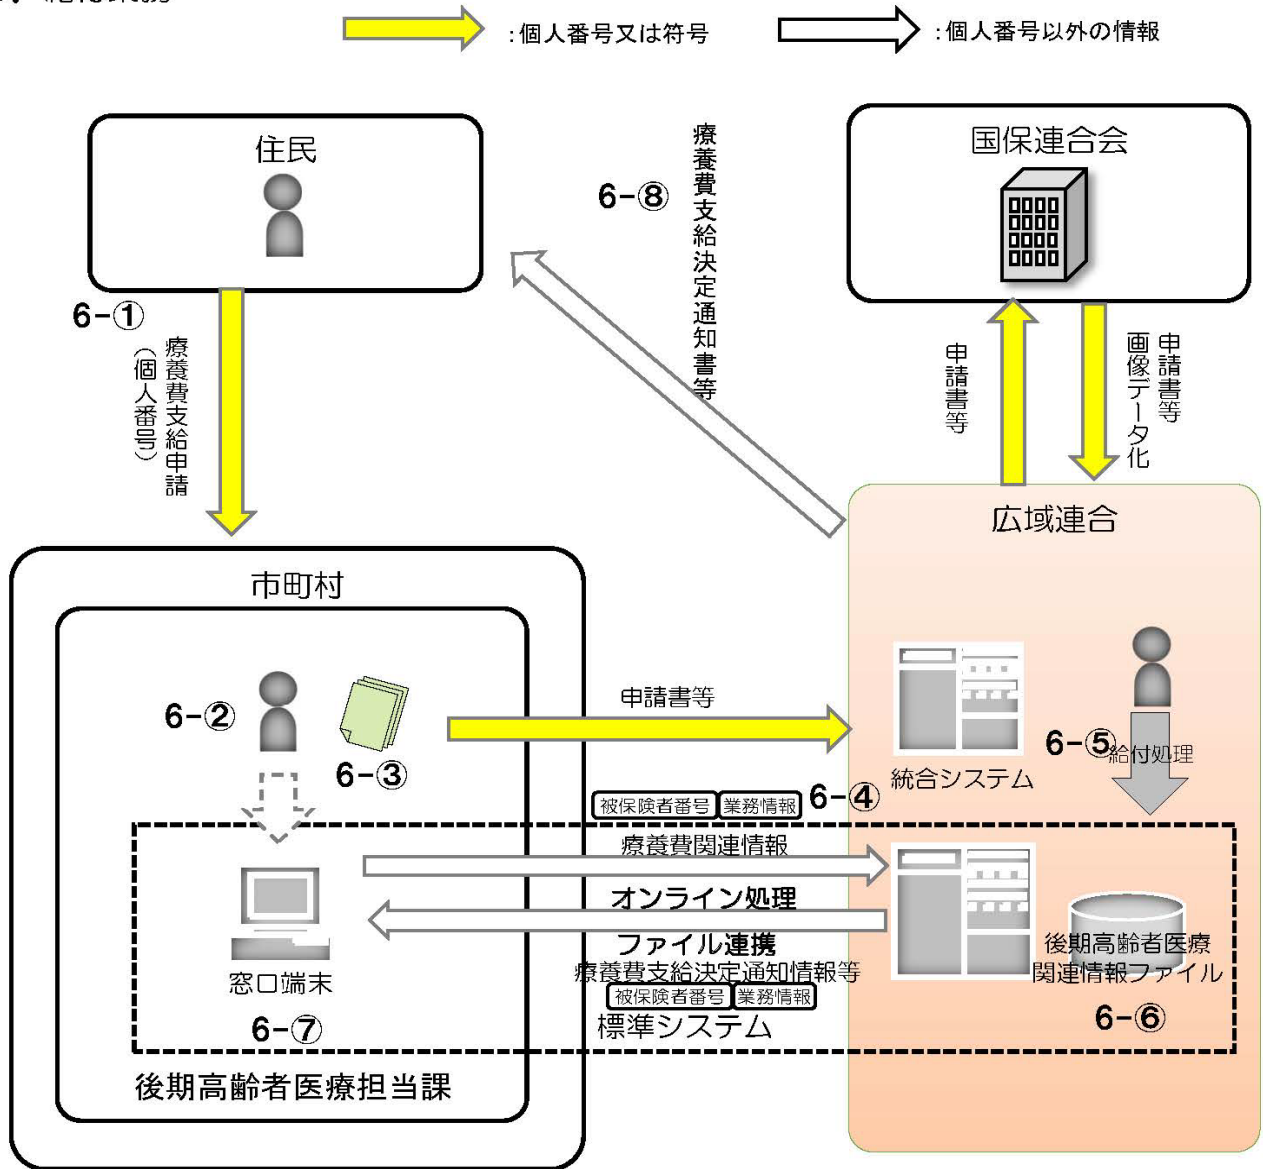 ：個人番号又は符号
：個人番号以外の情報
住民
6-⑧
療養費支給決定通知書等
国保連合会
6-①
療養費支給申請
（個人番号）
申請書等
申請書等
画像データ化
広域連合
市町村
6-②
6-③
申請書等
統合システム
6-⑤
給付処理
被保険者番号 業務情報
6-④
療養費関連情報
オンライン処理
ファイル連携
療養費支給決定通知情報等
被保険者番号 業務情報
標準システム
窓口端末
6-⑦
後期高齢者医療
関連情報ファイル
6-⑥
後期高齢者医療担当課